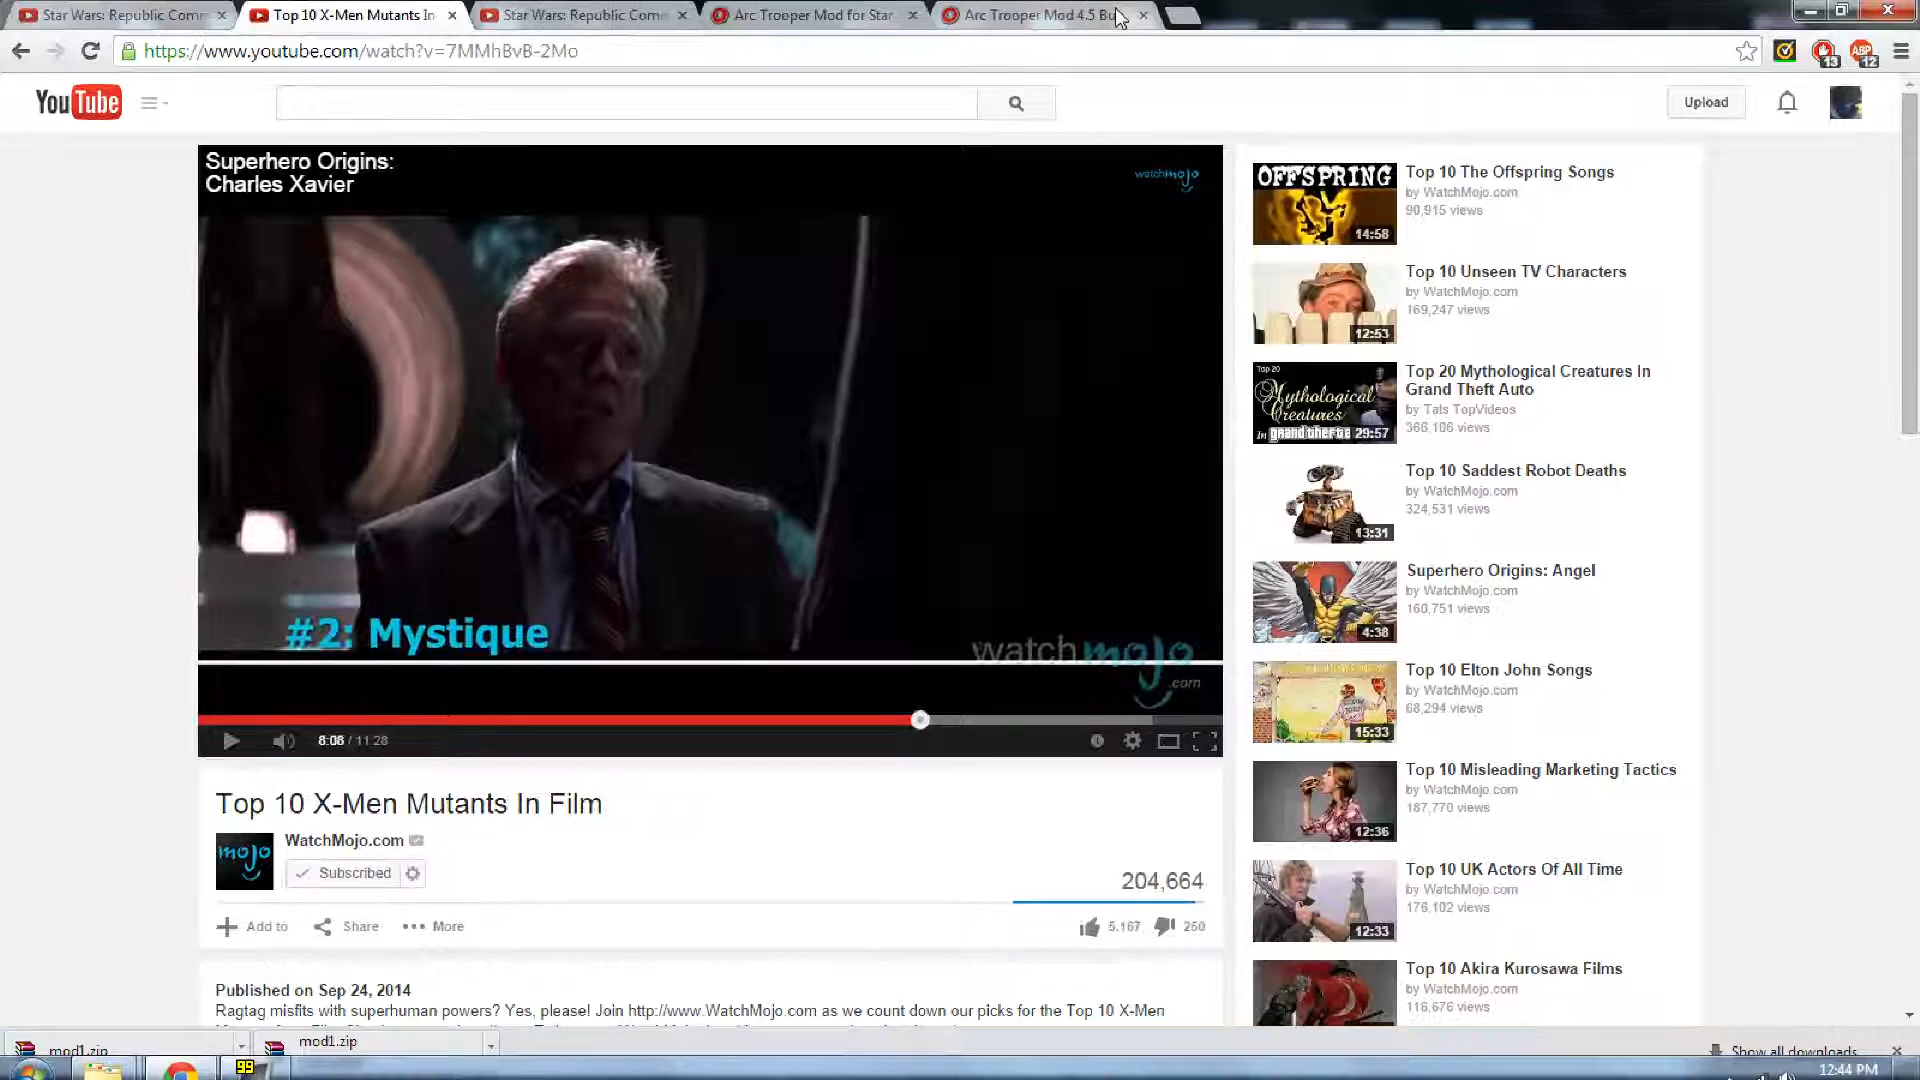 Star Wars: Republic Comm
Top 10 X-Men Mutants In
Star Wars: Republic Com
Arc Trooper Mod for Star
Arc Trooper Mod 4.5 Bu
https://www.youtube.com/watch?v=7MMhBvB-2Mo
13
ABP
12
YouTube
Upload
Superhero Origins:
Charles Xavier
watchmojo
#2: Mystique
watchmojo
.com
8:08 / 11:28
Top 10 X-Men Mutants In Film
mojo
WatchMojo.com
Subscribed
204,664
Add to
Share
More
5,167
250
Published on Sep 24, 2014
Ragtag misfits with superhuman powers? Yes, please! Join http://www.WatchMojo.com as we count down our picks for the Top 10 X-Men
OFFSPRING
14:58
Top 10 The Offspring Songs
by WatchMojo.com
90,915 views
12:53
Top 10 Unseen TV Characters
by WatchMojo.com
169,247 views
Top 20
Mythological
Creatures
In grand theft a
29:57
Top 20 Mythological Creatures In
Grand Theft Auto
by Tats TopVideos
366,106 views
13:31
Top 10 Saddest Robot Deaths
by WatchMojo.com
324,531 views
4:38
Superhero Origins: Angel
by WatchMojo.com
160,751 views
15:33
Top 10 Elton John Songs
by WatchMojo.com
68,294 views
12:36
Top 10 Misleading Marketing Tactics
by WatchMojo.com
187,770 views
12:33
Top 10 UK Actors Of All Time
by WatchMojo.com
176,102 views
Top 10 Akira Kurosawa Films
by WatchMojo.com
116,676 views
mod1.zip
mod1.zip
Show all downloads
99
12:44 PM